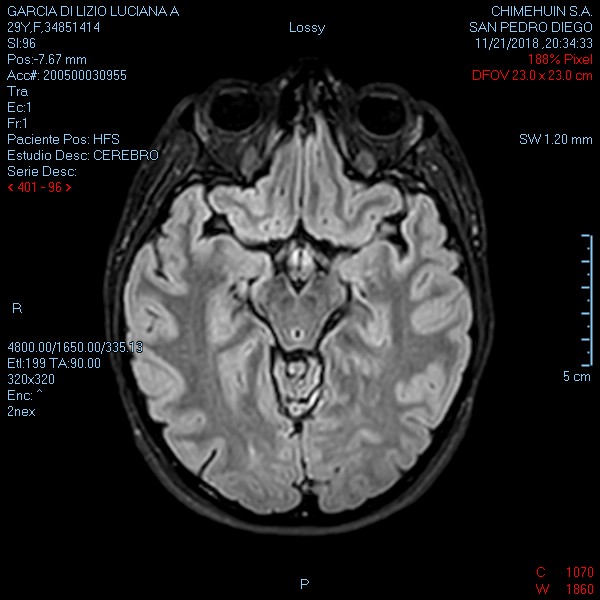 GARCIA DI LIZIO LUCIANA A
29Y,F,34851414
Sl:96
Pos:-7.67 mm
Acc#: 200500030955
Tra
Ec:1
Fr:1
Paciente Pos: HFS
Estudio Desc: CEREBRO
Serie Desc:
< 401 - 96 >
Lossy
CHIMEHUIN S.A.
SAN PEDRO DIEGO
11/21/2018 ,20:34:33
188% Pixel
DFOV 23.0 x 23.0 cm
SW 1.20 mm
R
4800.00/1650.00/335.13
Etl:199 TA:90.00
320x320
Enc: ^
2nex
5 cm
P
C 1070
W 1860